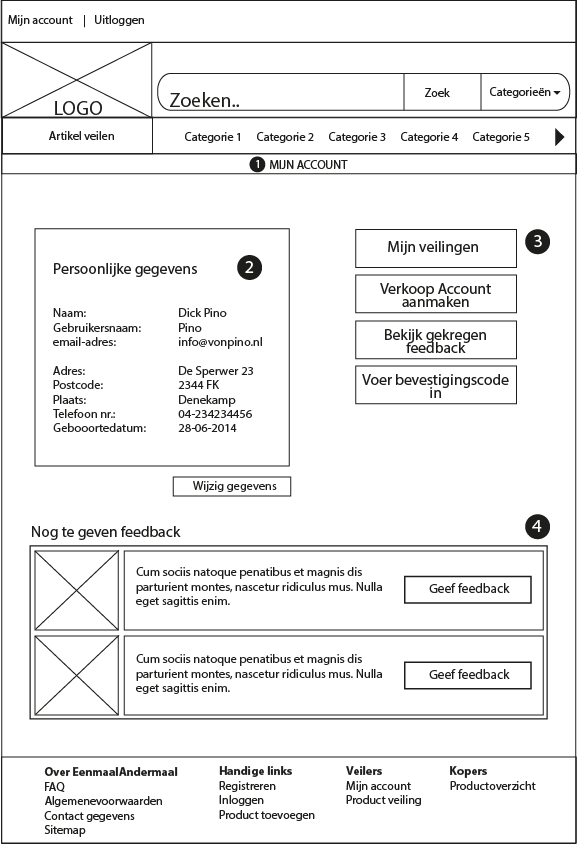 Mijn account | Uitloggen
LOGO
Zoeken..
Zoek
Categorieën
Artikel veilen
Categorie 1 Categorie 2 Categorie 3 Categorie 4 Categorie 5
1 MIJN ACCOUNT
Persoonlijke gegevens
2
Naam: Dick Pino
Gebruikersnaam: Pino
email-adres: info@vonpino.nl
Adres: De Sperwer 23
Postcode: 2344 FK
Plaats: Denekamp
Telefoon nr.: 04-234234456
Gebooortedatum: 28-06-2014
Wijzig gegevens
3
Mijn veilingen
Verkoop Account
aanmaken
Bekijk gekregen
feedback
Voer bevestigingscode
in
Nog te geven feedback
4
Cum sociis natoque penatibus et magnis dis
parturient montes, nascetur ridiculus mus. Nulla
eget sagittis enim.
Geef feedback
Cum sociis natoque penatibus et magnis dis
parturient montes, nascetur ridiculus mus. Nulla
eget sagittis enim.
Geef feedback
Over EenmaalAndermaal
FAQ
Algemenevoorwaarden
Contact gegevens
Sitemap
Handige links
Registreren
Inloggen
Product toevoegen
Veilers
Mijn account
Product veiling
Kopers
Productoverzicht